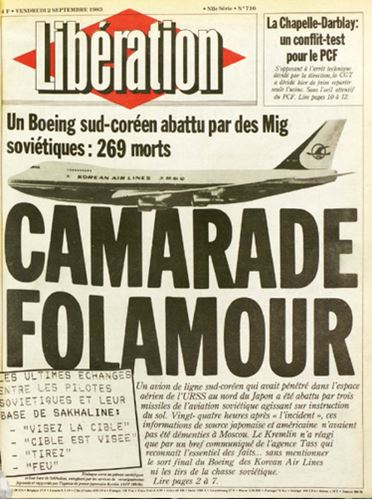 4 F • VENDREDI 2 SEPTEMBRE 1983
• Nlle Série • N° 716
Libération
La Chapelle-Darblay:
un conflit-test
pour le PCF
S'opposant à l'arrêt technique
décidé par la direction, la CGT
a décidé hier de faire repartir
seule l'usine. Sous l'œil attentif
du PCF. Lire pages 10 à 12.
Un Boeing sud-coréen abattu par des Mig
soviétiques : 269 morts
KOREAN AIR LINES
CAMARADE
FOLAMOUR
LES ULTIMES ECHANGES
ENTRE LES PILOTES
SOVIETIQUES ET LEUR
BASE DE SAKHALINE:
- "VISEZ LA CIBLE"
- "CIBLE EST VISEE"
- "TIREZ"
- "FEU"
Un avion de ligne sud-coréen qui avait pénétré dans l'espace
aérien de l'URSS au nord du Japon a été abattu par trois
missiles de l'aviation soviétique agissant sur instruction
du sol. Vingt-quatre heures après « l'incident », ces
informations de source japonaise et américaine n'avaient
pas été démenties à Moscou. Le Kremlin n'a réagi
que par un bref communiqué de l'agence Tass qui
reconnaît l'essentiel des faits... sans mentionner
le sort final du Boeing des Korean Air Lines
ni les tirs de la chasse soviétique.
Lire pages 2 à 7.